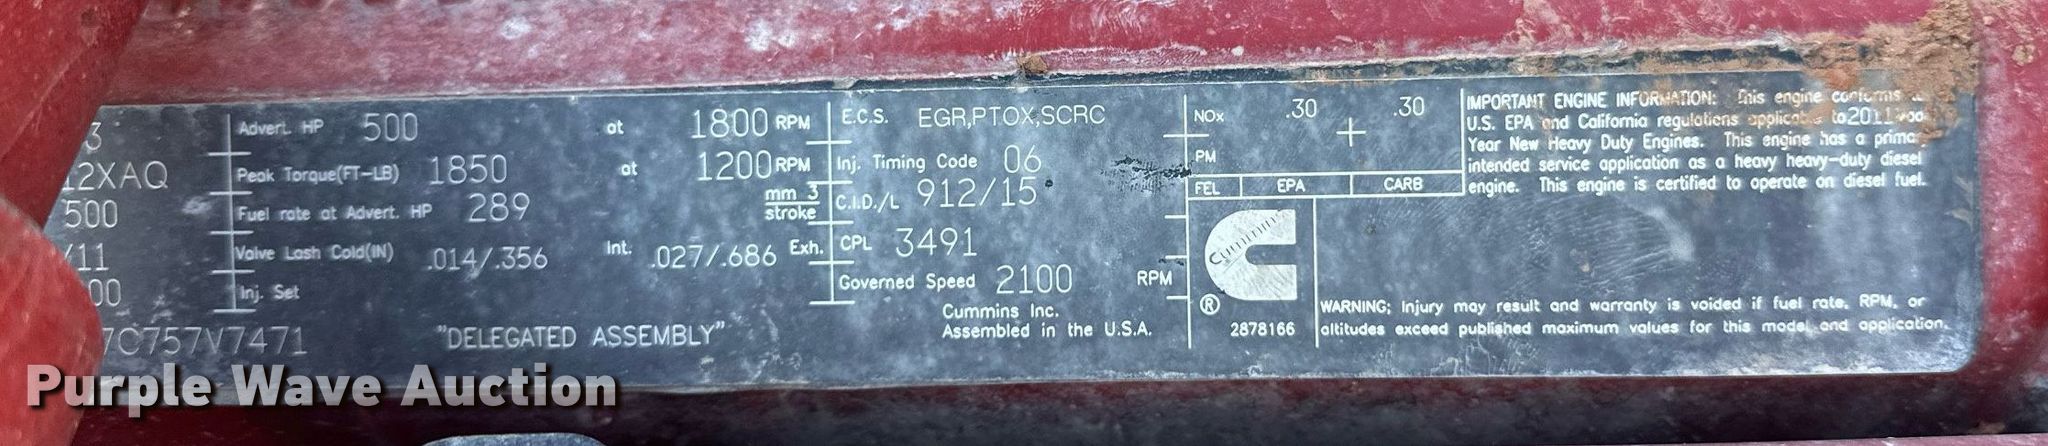 3
12XAQ
500
/11
00
7C757V7471
Advert. HP 500 at 1800 RPM
Peak Torque(FT-LB) 1850 at 1200 RPM
Fuel rate at Advert. HP 289 mm 3 stroke
Valve Lash Cold(IN) .014/.356 Int. .027/.686 Exh.
Inj. Set
"DELEGATED ASSEMBLY"
E.C.S. EGR,PTOX,SCRC
Inj. Timing Code 06
C.I.D./L 912/15
CPL 3491
Governed Speed 2100 RPM
Cummins Inc.
Assembled in the U.S.A.
NOx .30 .30
PM
FEL EPA CARB
Cummins
®
2878166
IMPORTANT ENGINE INFORMATION: This engine conforms
U.S. EPA and California regulations applicable to 2011
Year New Heavy Duty Engines. This engine has a primary
intended service application as a heavy heavy-duty diesel
engine. This engine is certified to operate on diesel fuel.
WARNING: Injury may result and warranty is voided if fuel rate, RPM, or
altitudes exceed published maximum values for this model and application.
Purple Wave Auction